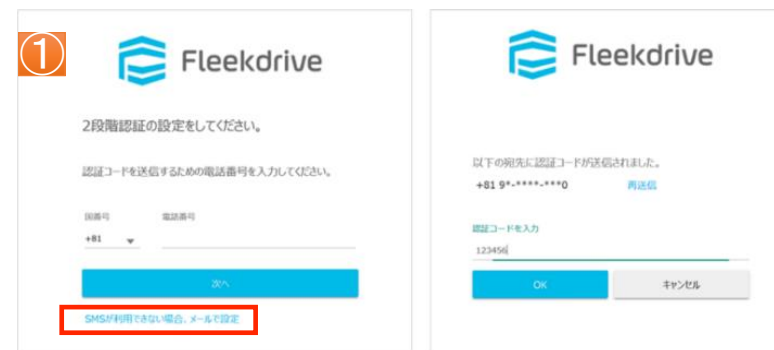 ①
Fleekdrive
2段階認証の設定をしてください。
認証コードを送信するための電話番号を入力してください。
国番号 電話番号
+81
次へ
SMSが利用できない場合、メールで設定
Fleekdrive
以下の宛先に認証コードが送信されました。
+81 9*-****-***0 再送信
認証コードを入力
123456
OK キャンセル